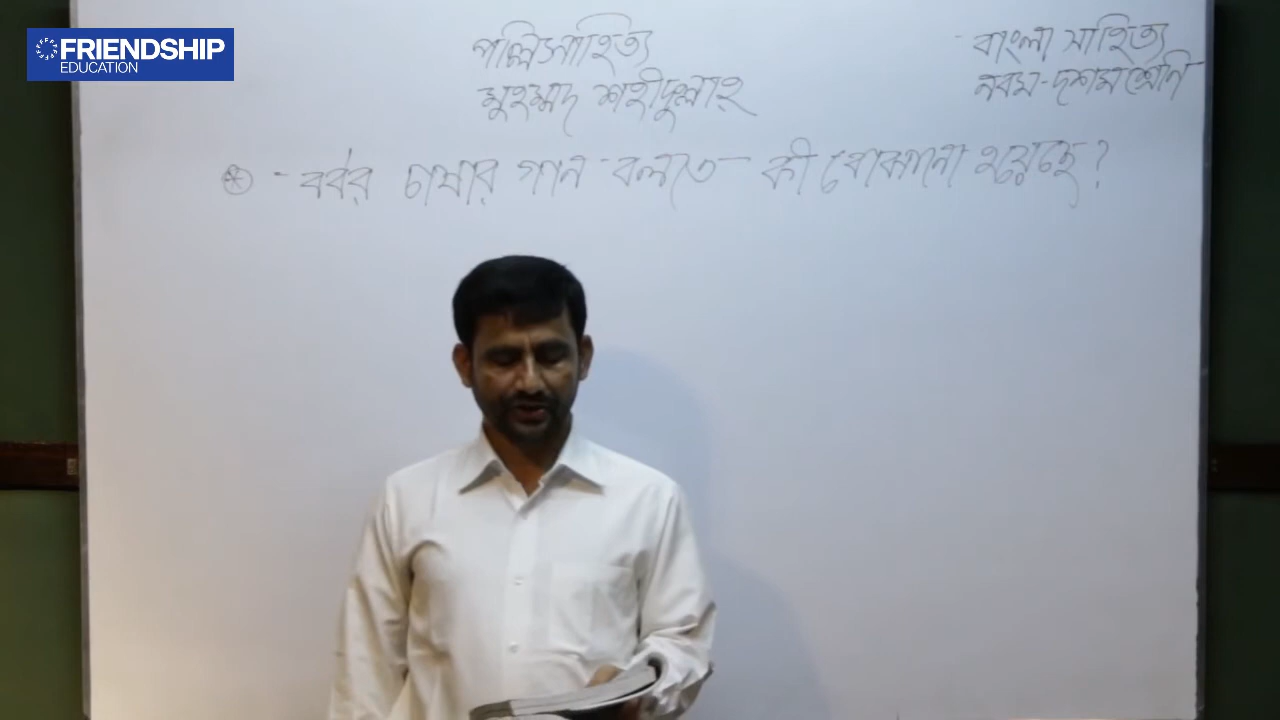 FRIENDSHIP
EDUCATION
পল্লিসাহিত্য
মুহম্মদ শহীদুল্লাহ্
বাংলা সাহিত্য
নবম-দশম শ্রেণি
বর্বর চাষার গান বলতে কী বোঝানো হয়েছে?